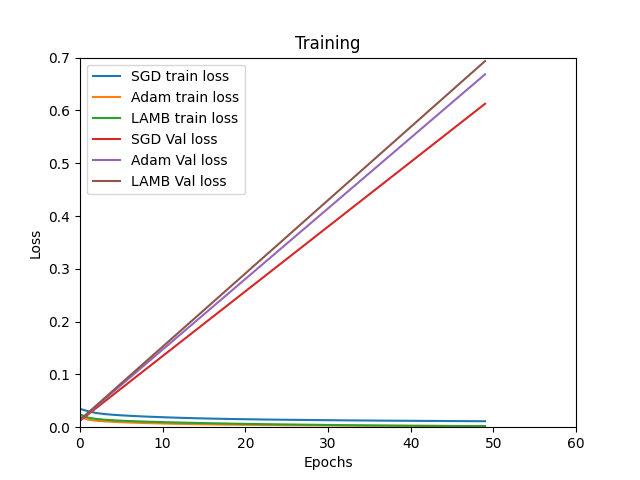 Training
0.7
0.6
0.5
0.4
0.3
0.2
0.1
0.0
Loss
SGD train loss
Adam train loss
LAMB train loss
SGD Val loss
Adam Val loss
LAMB Val loss
0 10 20 30 40 50 60
Epochs